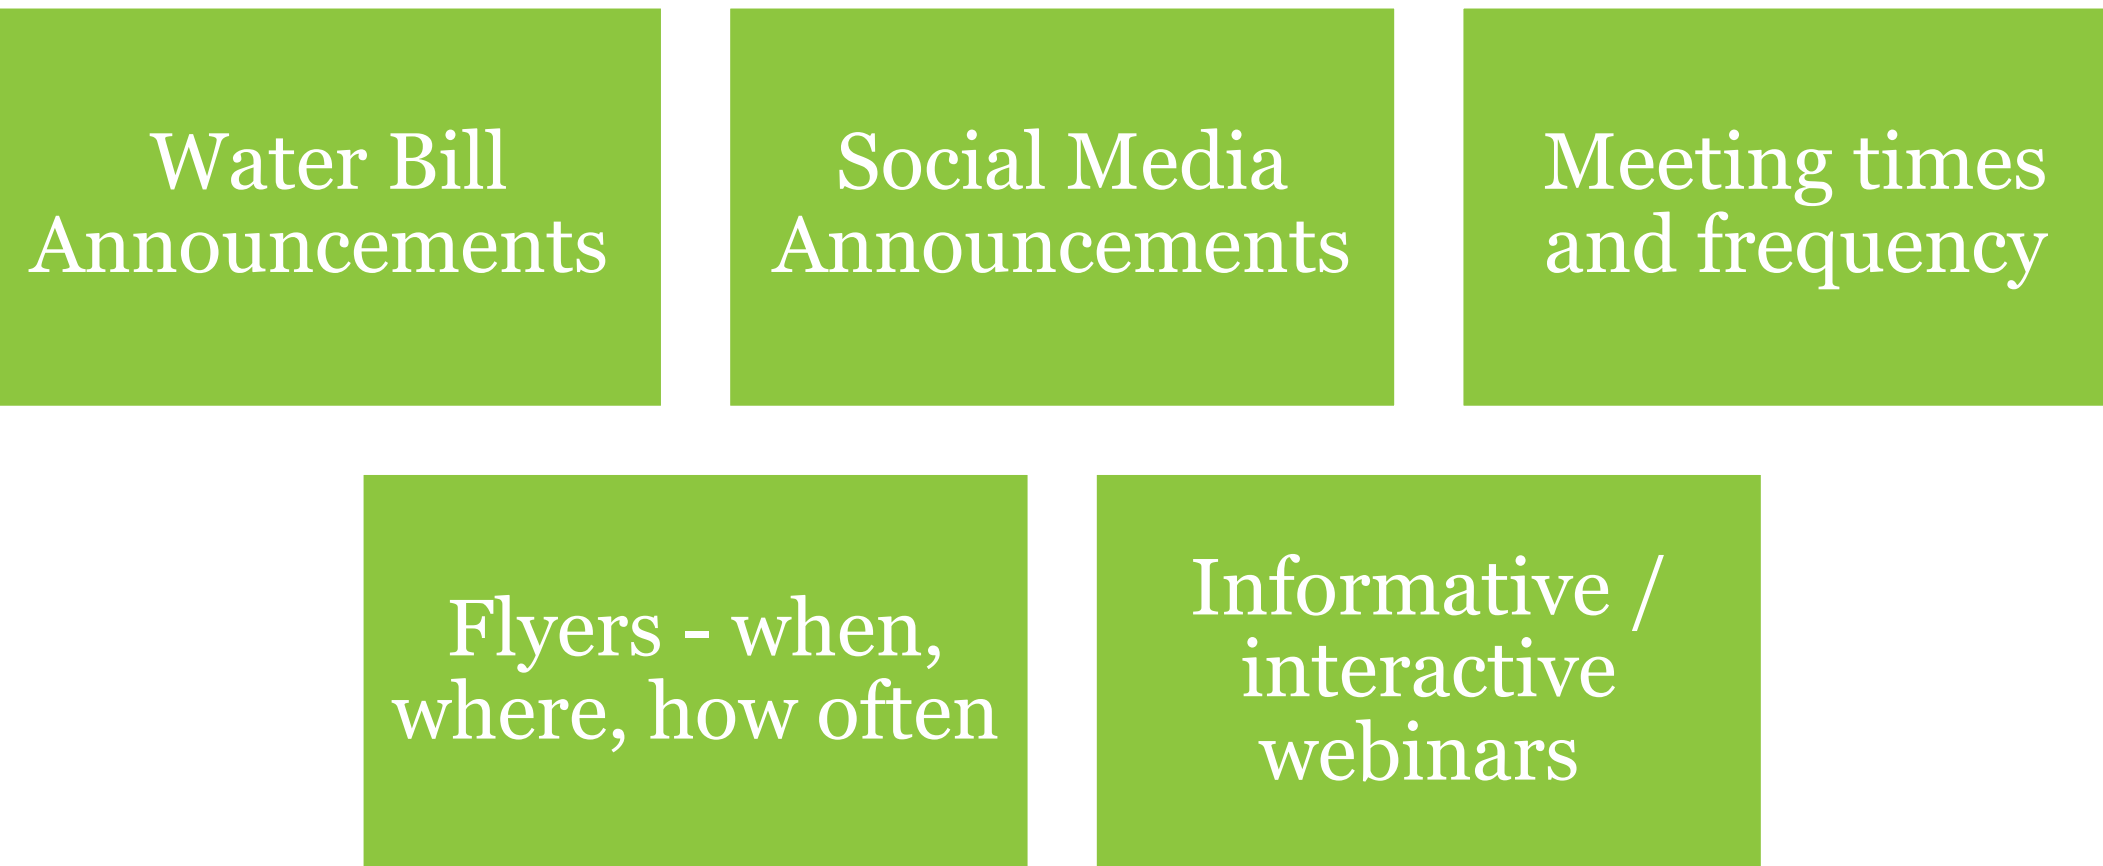 Water Bill
Announcements
Social Media
Announcements
Meeting times
and frequency
Flyers - when,
where, how often
Informative /
interactive
webinars